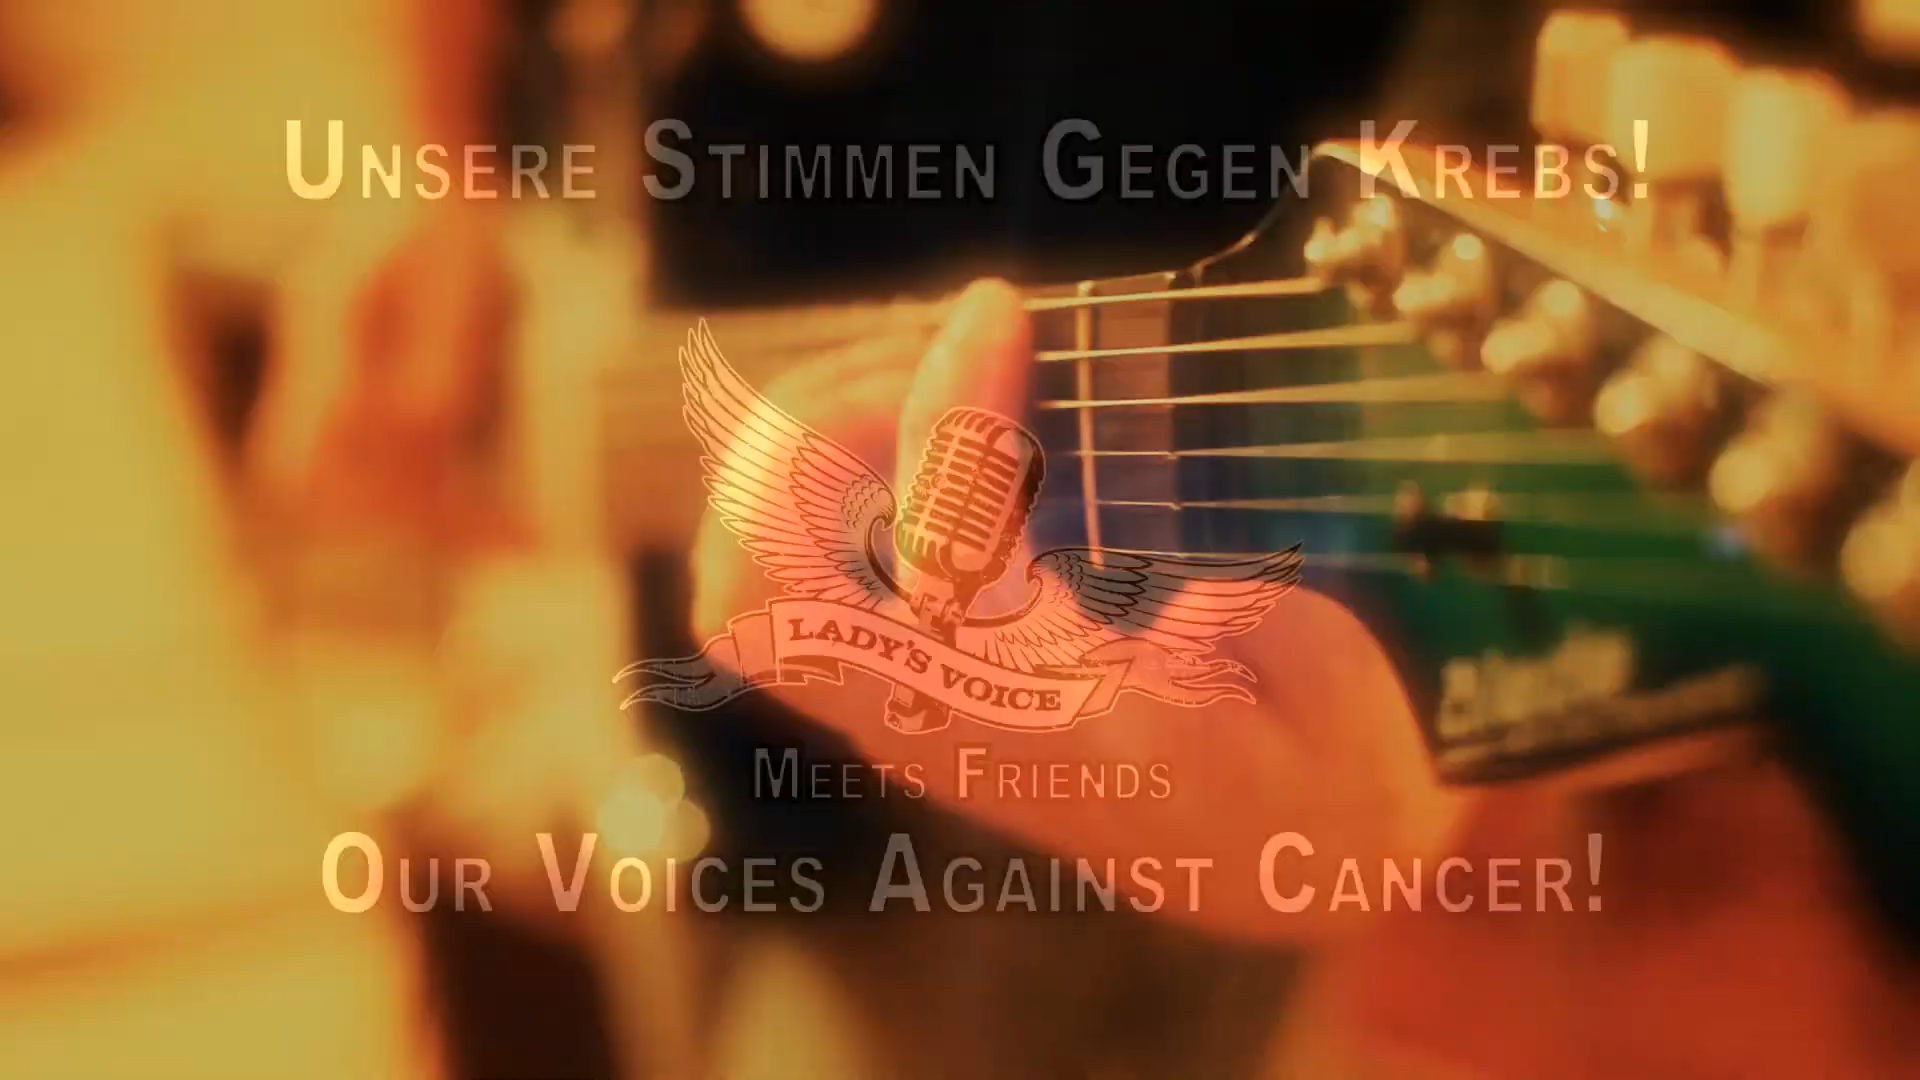 UNSERE STIMMEN GEGEN KREBS!
LADY'S VOICE
MEETS FRIENDS
OUR VOICES AGAINST CANCER!